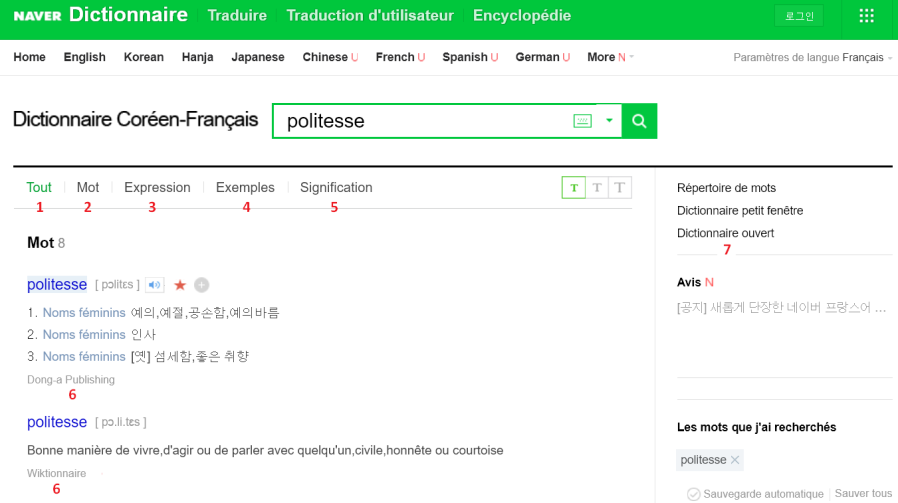 NAVER Dictionnaire Traduire Traduction d'utilisateur Encyclopédie 로그인
Home English Korean Hanja Japanese Chinese U French U Spanish U German U More N Paramètres de langue Français
Dictionnaire Coréen-Français politesse
Tout Mot Expression Exemples Signification T T T
1 2 3 4 5
Mot 8
politesse [ pɔlitɛs ]
1. Noms féminins 예의,예절,공손함,예의바름
2. Noms féminins 인사
3. Noms féminins [옛] 섬세함,좋은 취향
Dong-a Publishing
6
politesse [ pɔ.li.tɛs ]
Bonne manière de vivre,d'agir ou de parler avec quelqu'un,civile,honnête ou courtoise
Wiktionnaire
6
Répertoire de mots
Dictionnaire petit fenêtre
Dictionnaire ouvert
7
Avis N
[공지] 새롭게 단장한 네이버 프랑스어 ...
Les mots que j'ai recherchés
politesse
Sauvegarde automatique Sauver tous